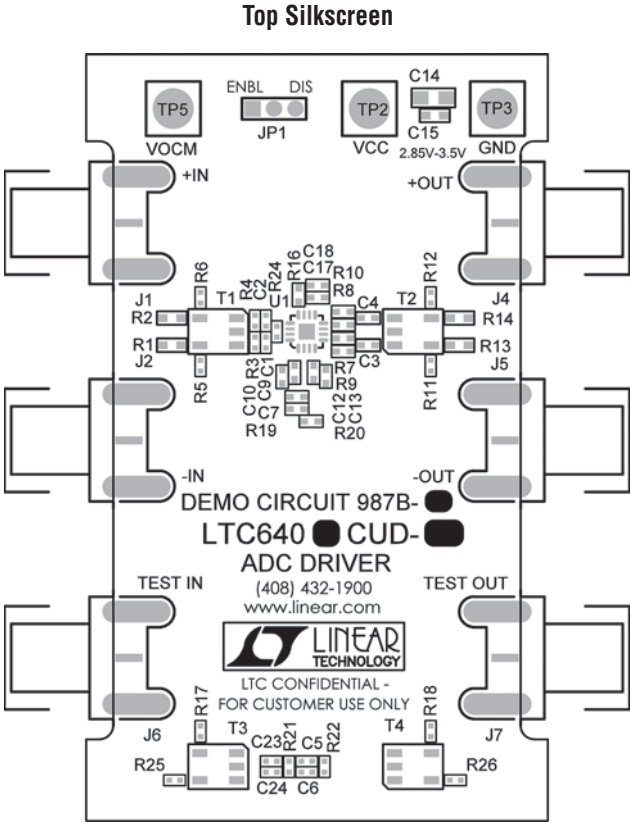 Top Silkscreen
ENBL DIS
C14
TP5
TP2
TP3
JP1
C15
VOCM
VCC
2.85V-3.5V
GND
+IN
+OUT
R6
R4
C2
R24
R16
C18
C17
R10
R8
R12
J1
T1
U1
C4
T2
J4
R2
R14
R1
R13
J2
C3
J5
R5
R3
C1
R7
R9
R11
C10
C9
C7
R19
C12
C13
R20
-IN
-OUT
DEMO CIRCUIT 987B-
LTC640 CUD-
ADC DRIVER
TEST IN
(408) 432-1900
TEST OUT
www.linear.com
LINEAR
TECHNOLOGY
LTC CONFIDENTIAL -
FOR CUSTOMER USE ONLY
R17
R18
J6
T3
C23
R21
C5
R22
T4
J7
R25
C24
C6
R26